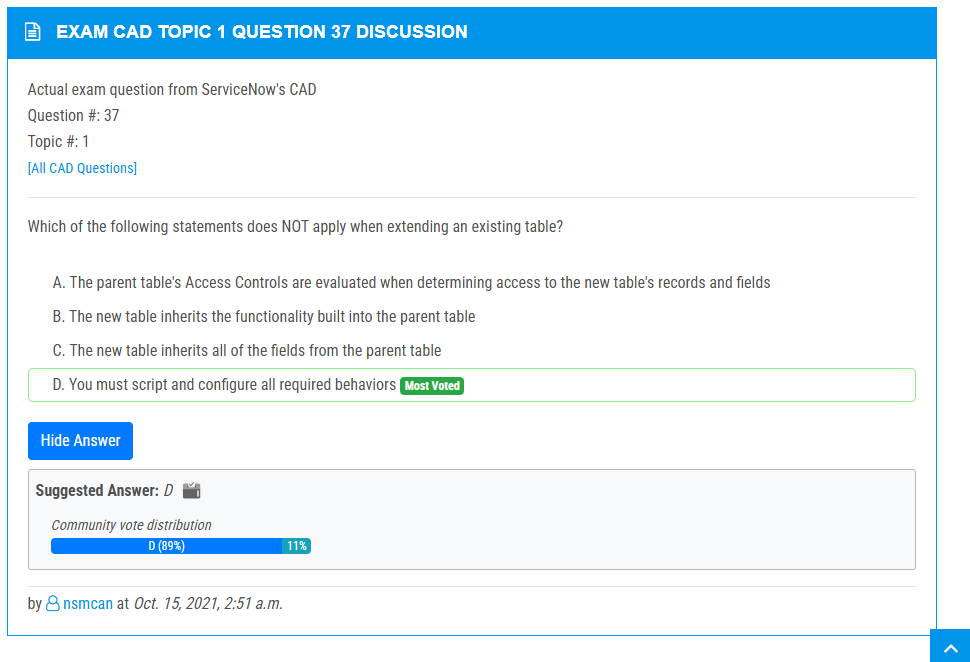 EXAM CAD TOPIC 1 QUESTION 37 DISCUSSION
Actual exam question from ServiceNow's CAD
Question #: 37
Topic #: 1
[All CAD Questions]
Which of the following statements does NOT apply when extending an existing table?
A. The parent table's Access Controls are evaluated when determining access to the new table's records and fields
B. The new table inherits the functionality built into the parent table
C. The new table inherits all of the fields from the parent table
D. You must script and configure all required behaviors Most Voted
Hide Answer
Suggested Answer: D
Community vote distribution
D (89%) 11%
by nsmcan at Oct. 15, 2021, 2:51 a.m.